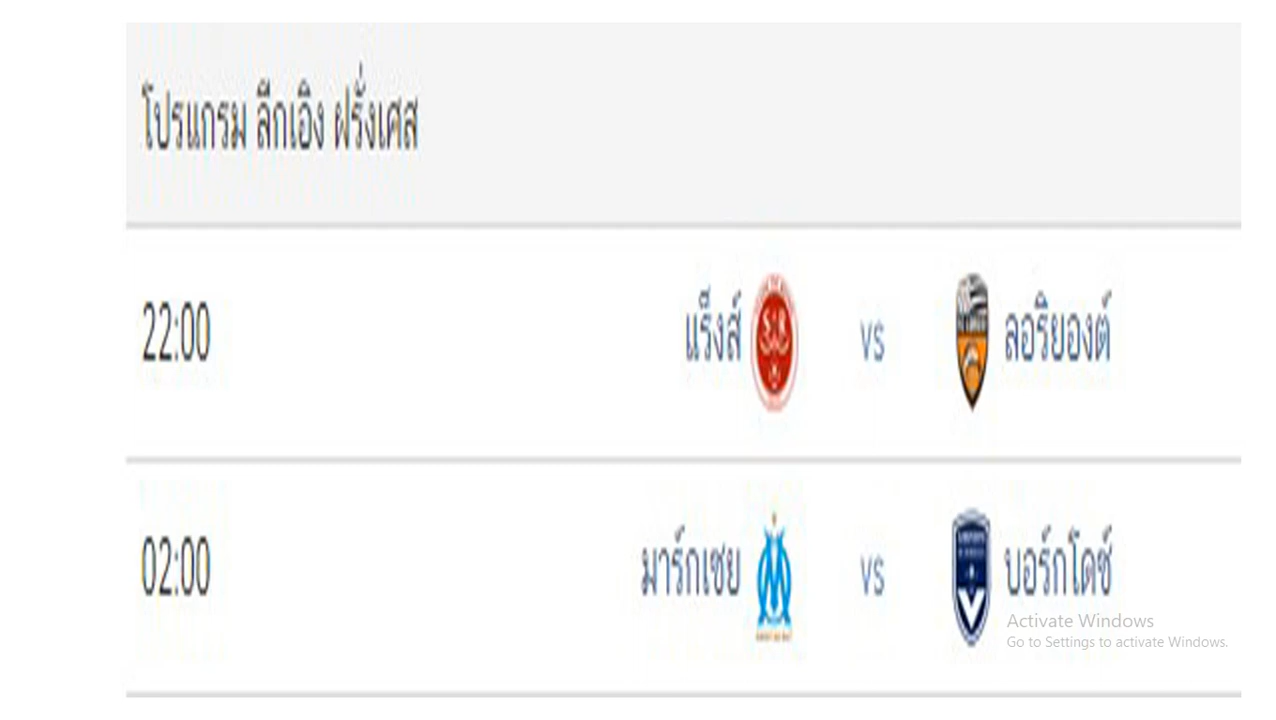 โปรแกรม ลีกเอิง ฝรั่งเศส
22:00 แร็งส์ vs ลอริยองต์
02:00 มาร์กเซย vs บอร์กโดซ์
Activate Windows
Go to Settings to activate Windows.